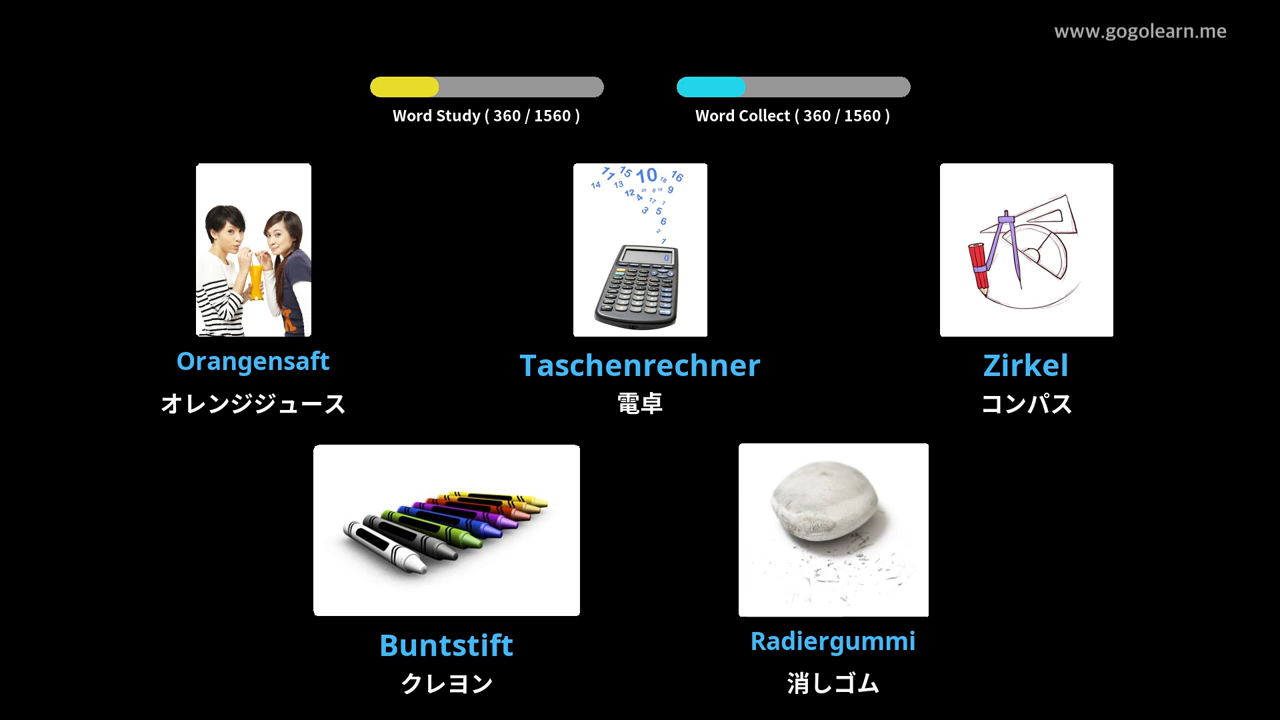 www.gogolearn.me
Word Study ( 360 / 1560 )
Word Collect ( 360 / 1560 )
Orangensaft
オレンジジュース
Taschenrechner
電卓
Zirkel
コンパス
Buntstift
クレヨン
Radiergummi
消しゴム